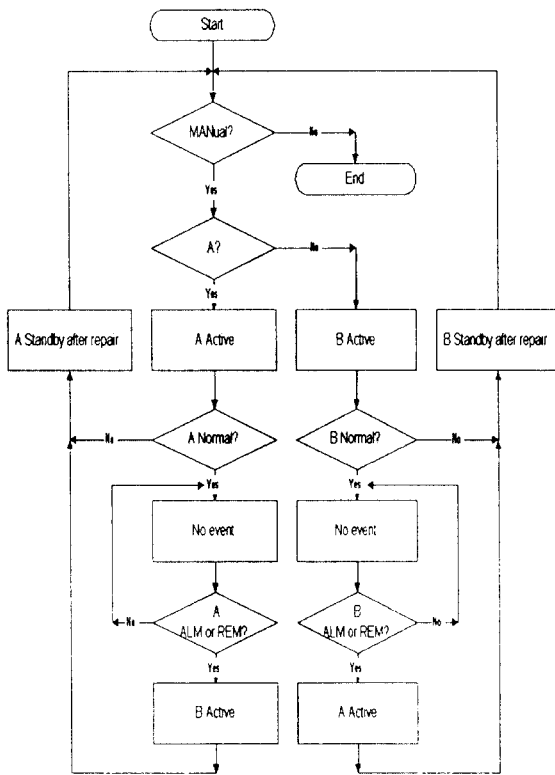 Start
MANual?
No
End
Yes
A?
No
Yes
A Standby after repair
A Active
B Active
B Standby after repair
No
A Normal?
B Normal?
No
Yes
Yes
No event
No event
A
ALM or REM?
No
B
ALM or REM?
No
Yes
Yes
B Active
A Active